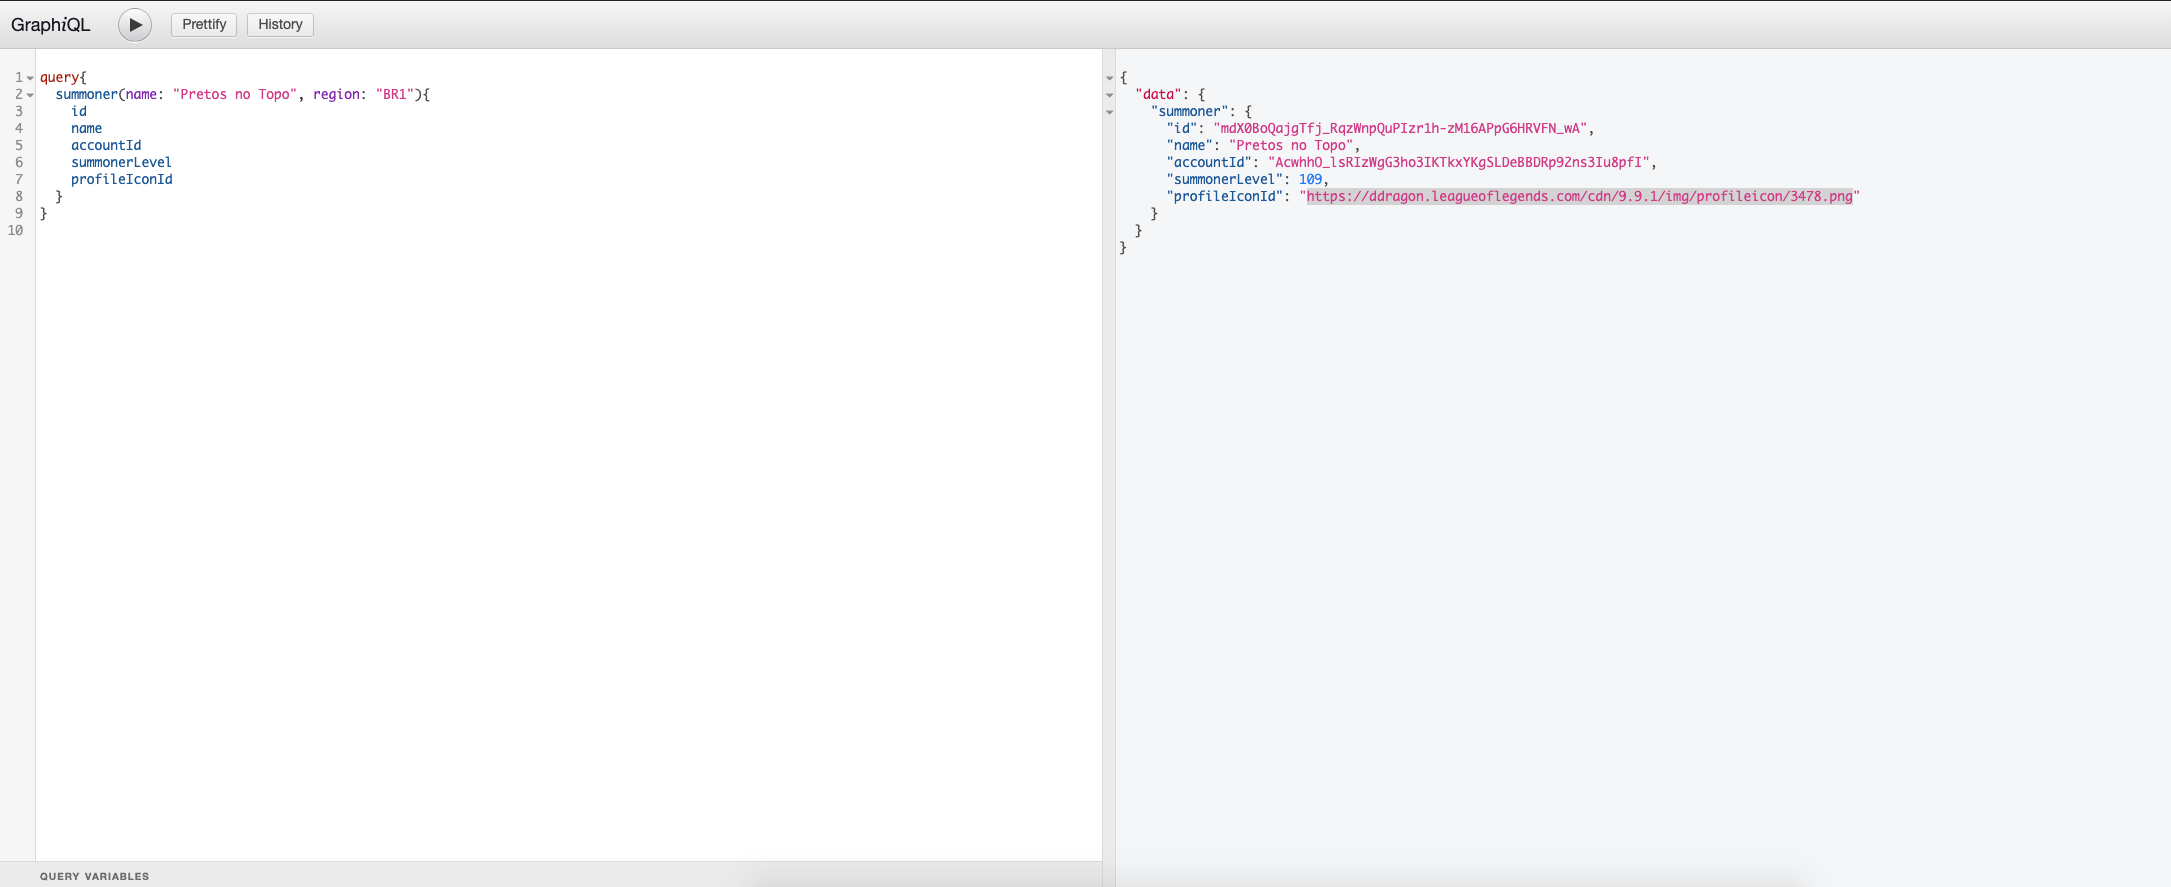 GraphiQL Prettify History
1 query{
2 summoner(name: "Pretos no Topo", region: "BR1"){
3 id
4 name
5 accountId
6 summonerLevel
7 profileIconId
8 }
9 }
10
QUERY VARIABLES
{
"data": {
"summoner": {
"id": "mdX0BoQajgTfj_RqzWnpQuPIzr1h-zM16APpG6HRVFN_wA",
"name": "Pretos no Topo",
"accountId": "AcwhhO_lsRIzWgG3ho3IKTkxYKgSLDeBBDRp92ns3Iu8pfI",
"summonerLevel": 109,
"profileIconId": "https://ddragon.leagueoflegends.com/cdn/9.9.1/img/profileicon/3478.png"
}
}
}